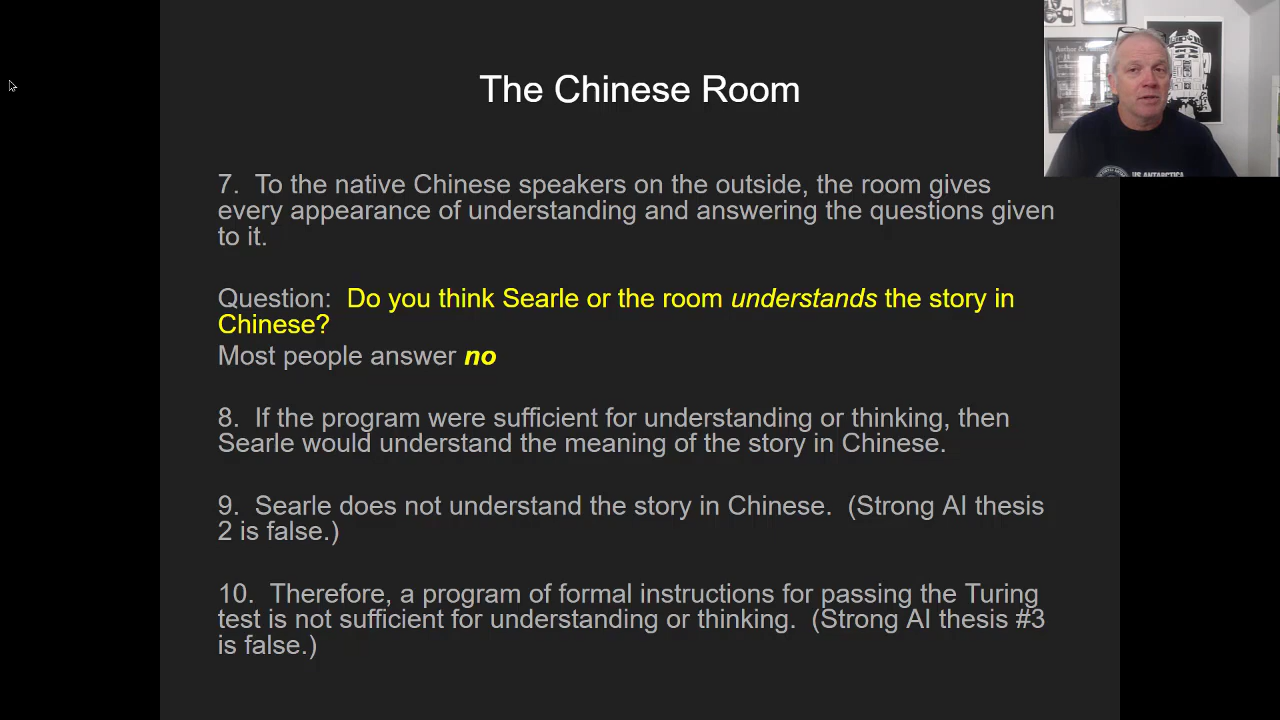 The Chinese Room
7. To the native Chinese speakers on the outside, the room gives
every appearance of understanding and answering the questions given
to it.
Question: Do you think Searle or the room understands the story in
Chinese?
Most people answer no
8. If the program were sufficient for understanding or thinking, then
Searle would understand the meaning of the story in Chinese.
9. Searle does not understand the story in Chinese. (Strong AI thesis
2 is false.)
10. Therefore, a program of formal instructions for passing the Turing
test is not sufficient for understanding or thinking. (Strong AI thesis #3
is false.)
US ANTARCTICA